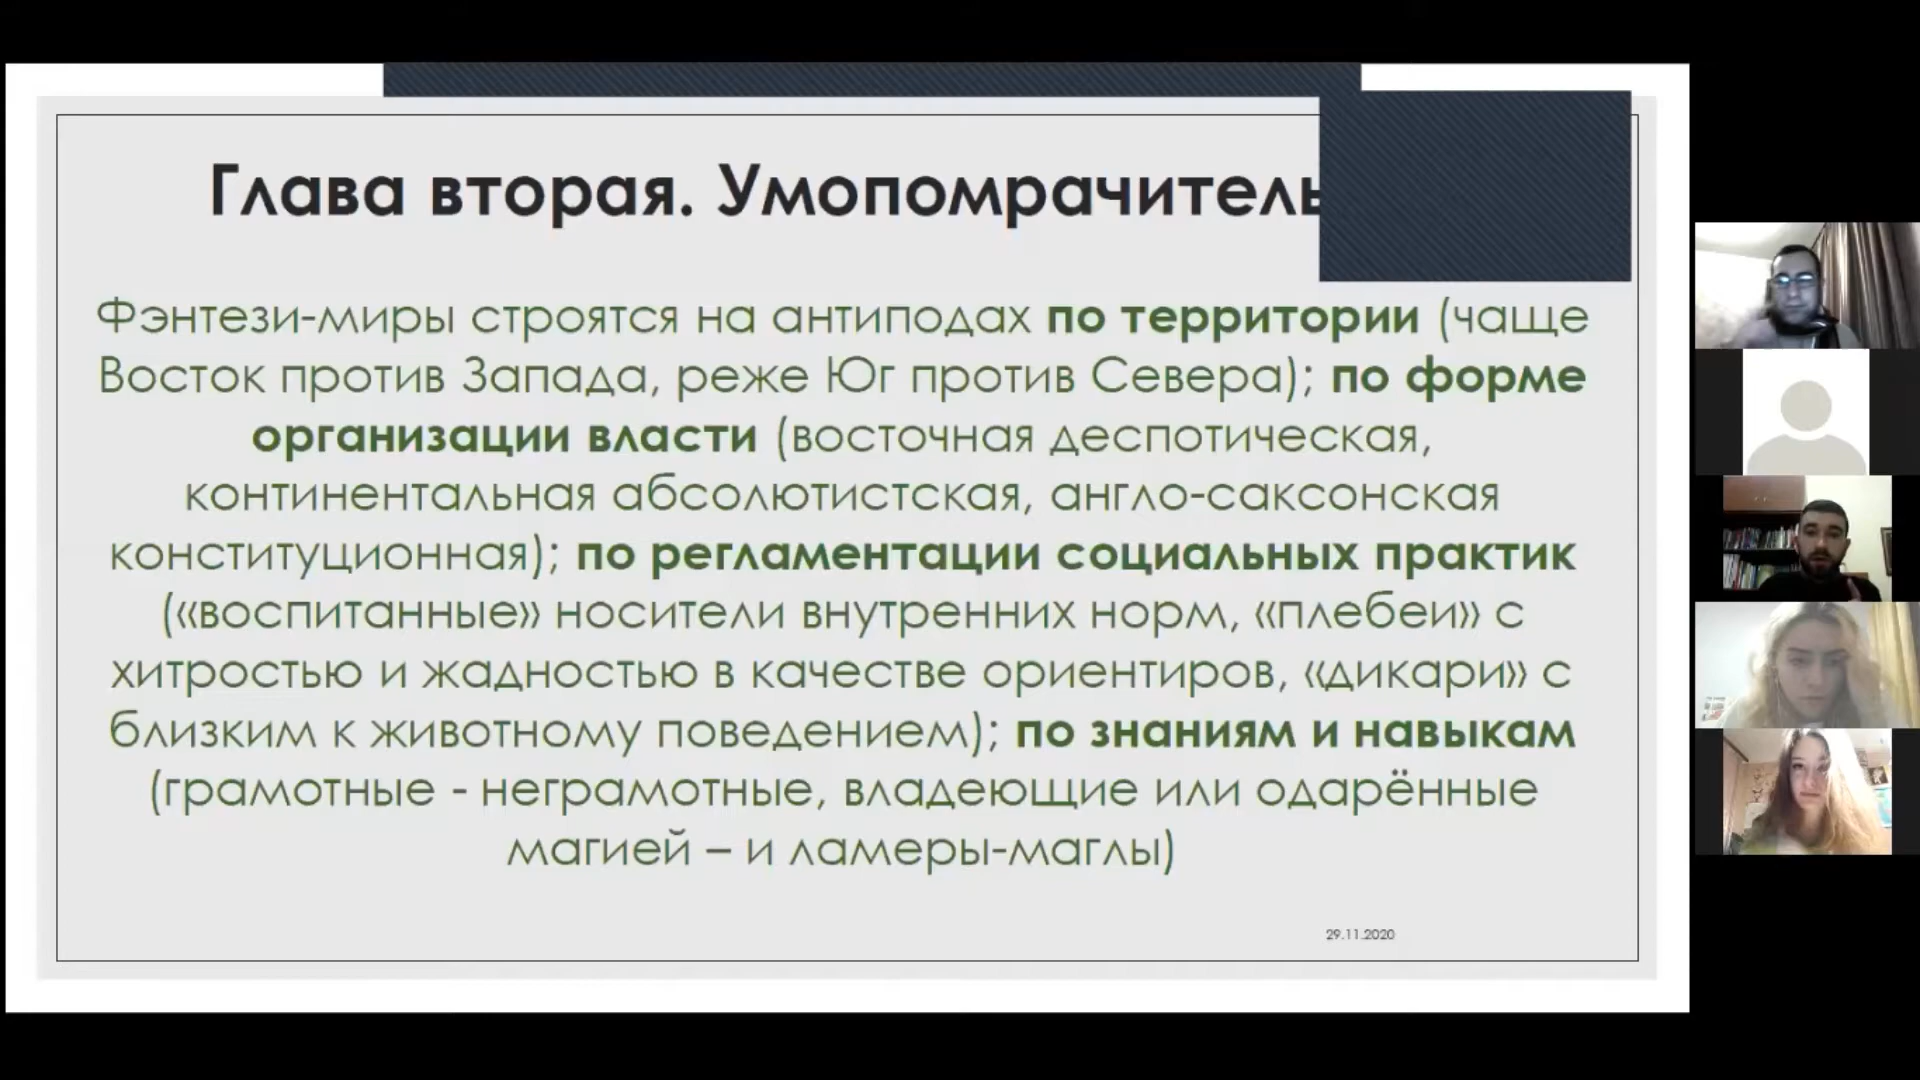 Глава вторая. Умопомрачитель
Фэнтези-миры строятся на антиподах по территории (чаще
Восток против Запада, реже Юг против Севера); по форме
организации власти (восточная деспотическая,
континентальная абсолютистская, англо-саксонская
конституционная); по регламентации социальных практик
(«воспитанные» носители внутренних норм, «плебеи» с
хитростью и жадностью в качестве ориентиров, «дикари» с
близким к животному поведением); по знаниям и навыкам
(грамотные - неграмотные, владеющие или одарённые
магией – и ламеры-маглы)
29.11.2020